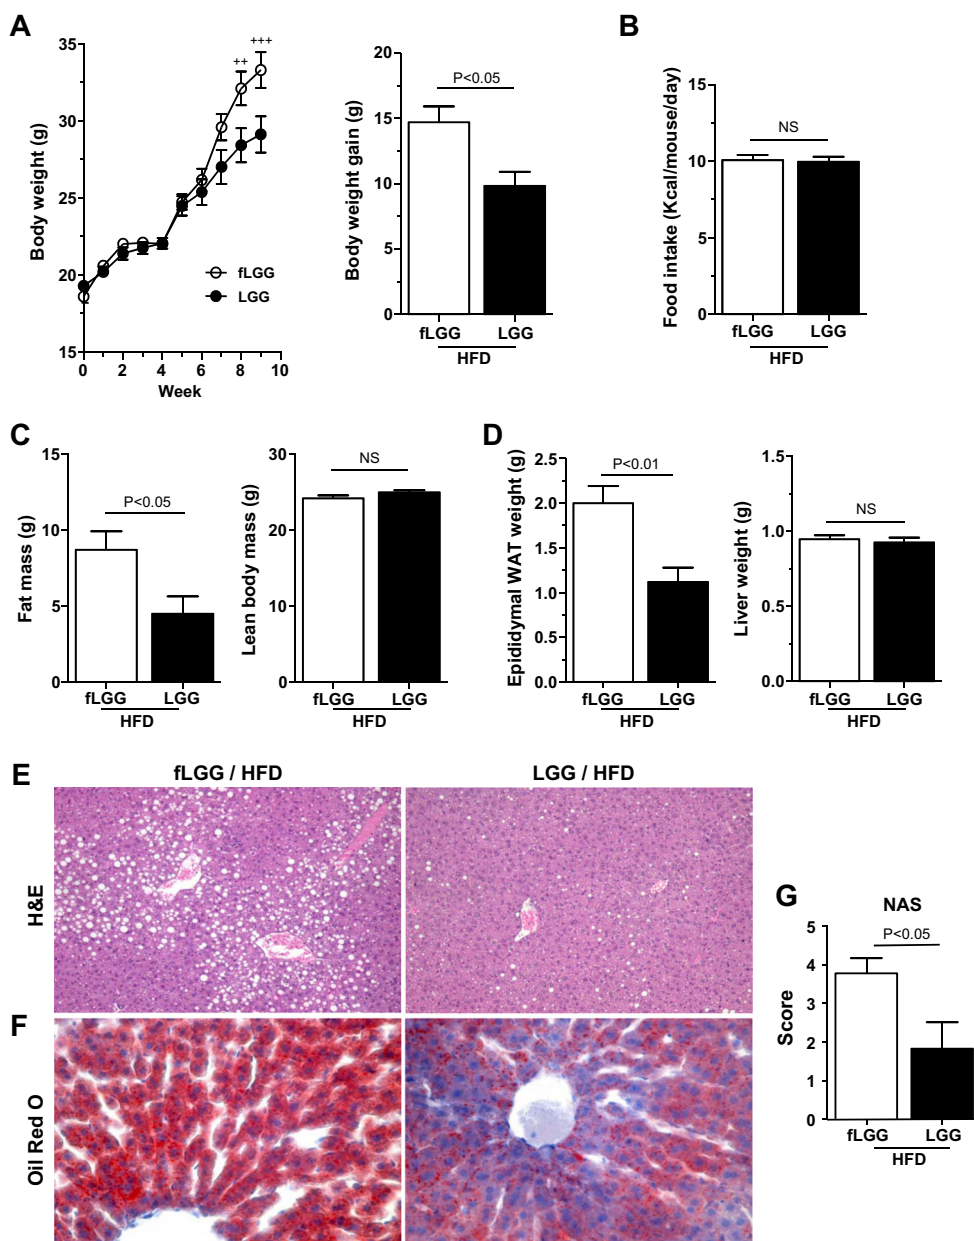 A
35
30
25
20
15
Body weight (g)
++
+++
fLGG
LGG
0 2 4 6 8 10
Week
20
15
10
5
0
Body weight gain (g)
P<0.05
fLGG LGG
HFD
B
15
10
5
0
Food intake (Kcal/mouse/day)
NS
fLGG LGG
HFD
C
15
10
5
0
Fat mass (g)
P<0.05
fLGG LGG
HFD
30
20
10
0
Lean body mass (g)
NS
fLGG LGG
HFD
D
2.5
2.0
1.5
1.0
0.5
0.0
Epididymal WAT weight (g)
P<0.01
fLGG LGG
HFD
1.5
1.0
0.5
0.0
Liver weight (g)
NS
fLGG LGG
HFD
E
fLGG / HFD
LGG / HFD
H&E
F
Oil Red O
G
NAS
5
4
3
2
1
0
Score
P<0.05
fLGG LGG
HFD